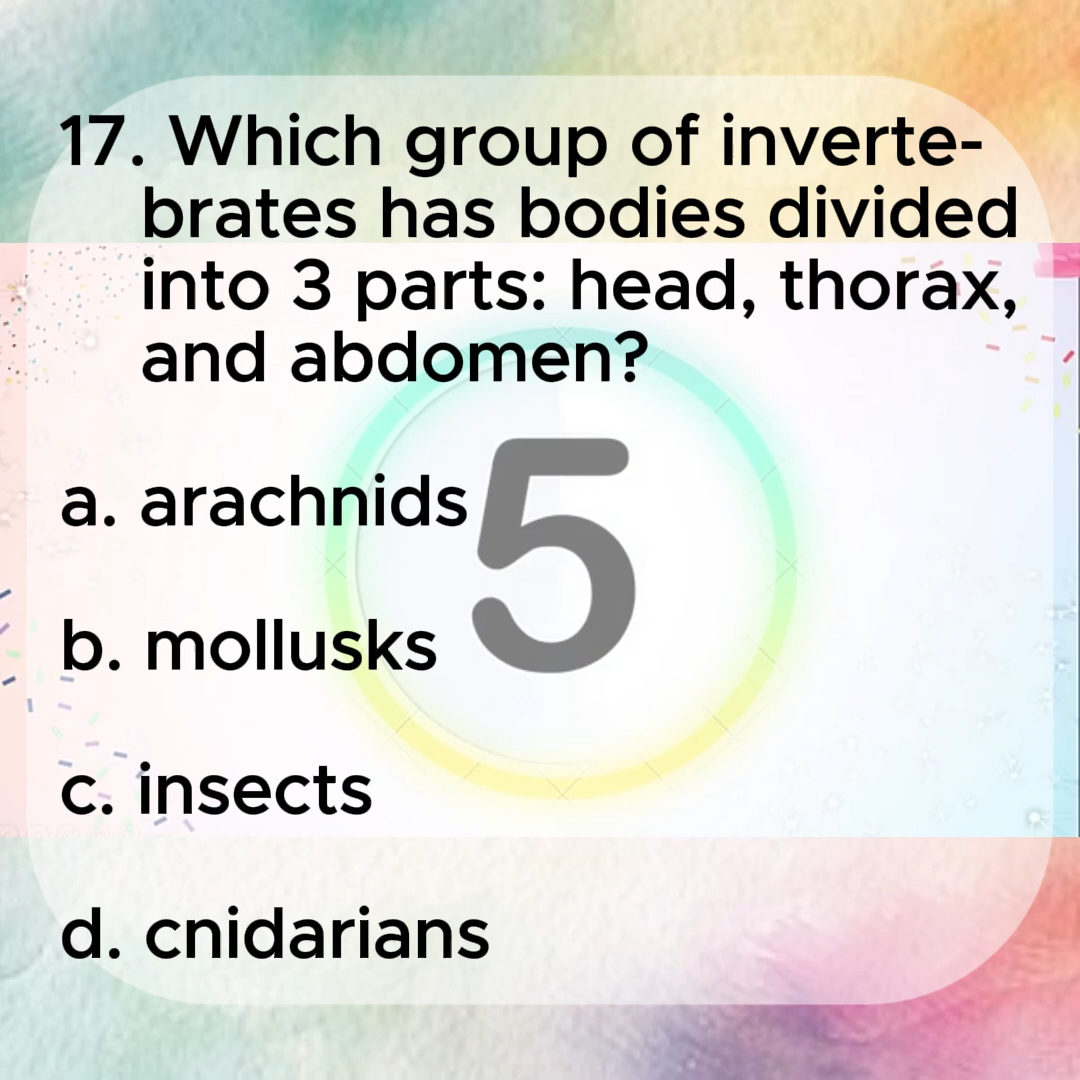 17. Which group of inverte-
brates has bodies divided
into 3 parts: head, thorax,
and abdomen?
a. arachnids
5
b. mollusks
c. insects
d. cnidarians